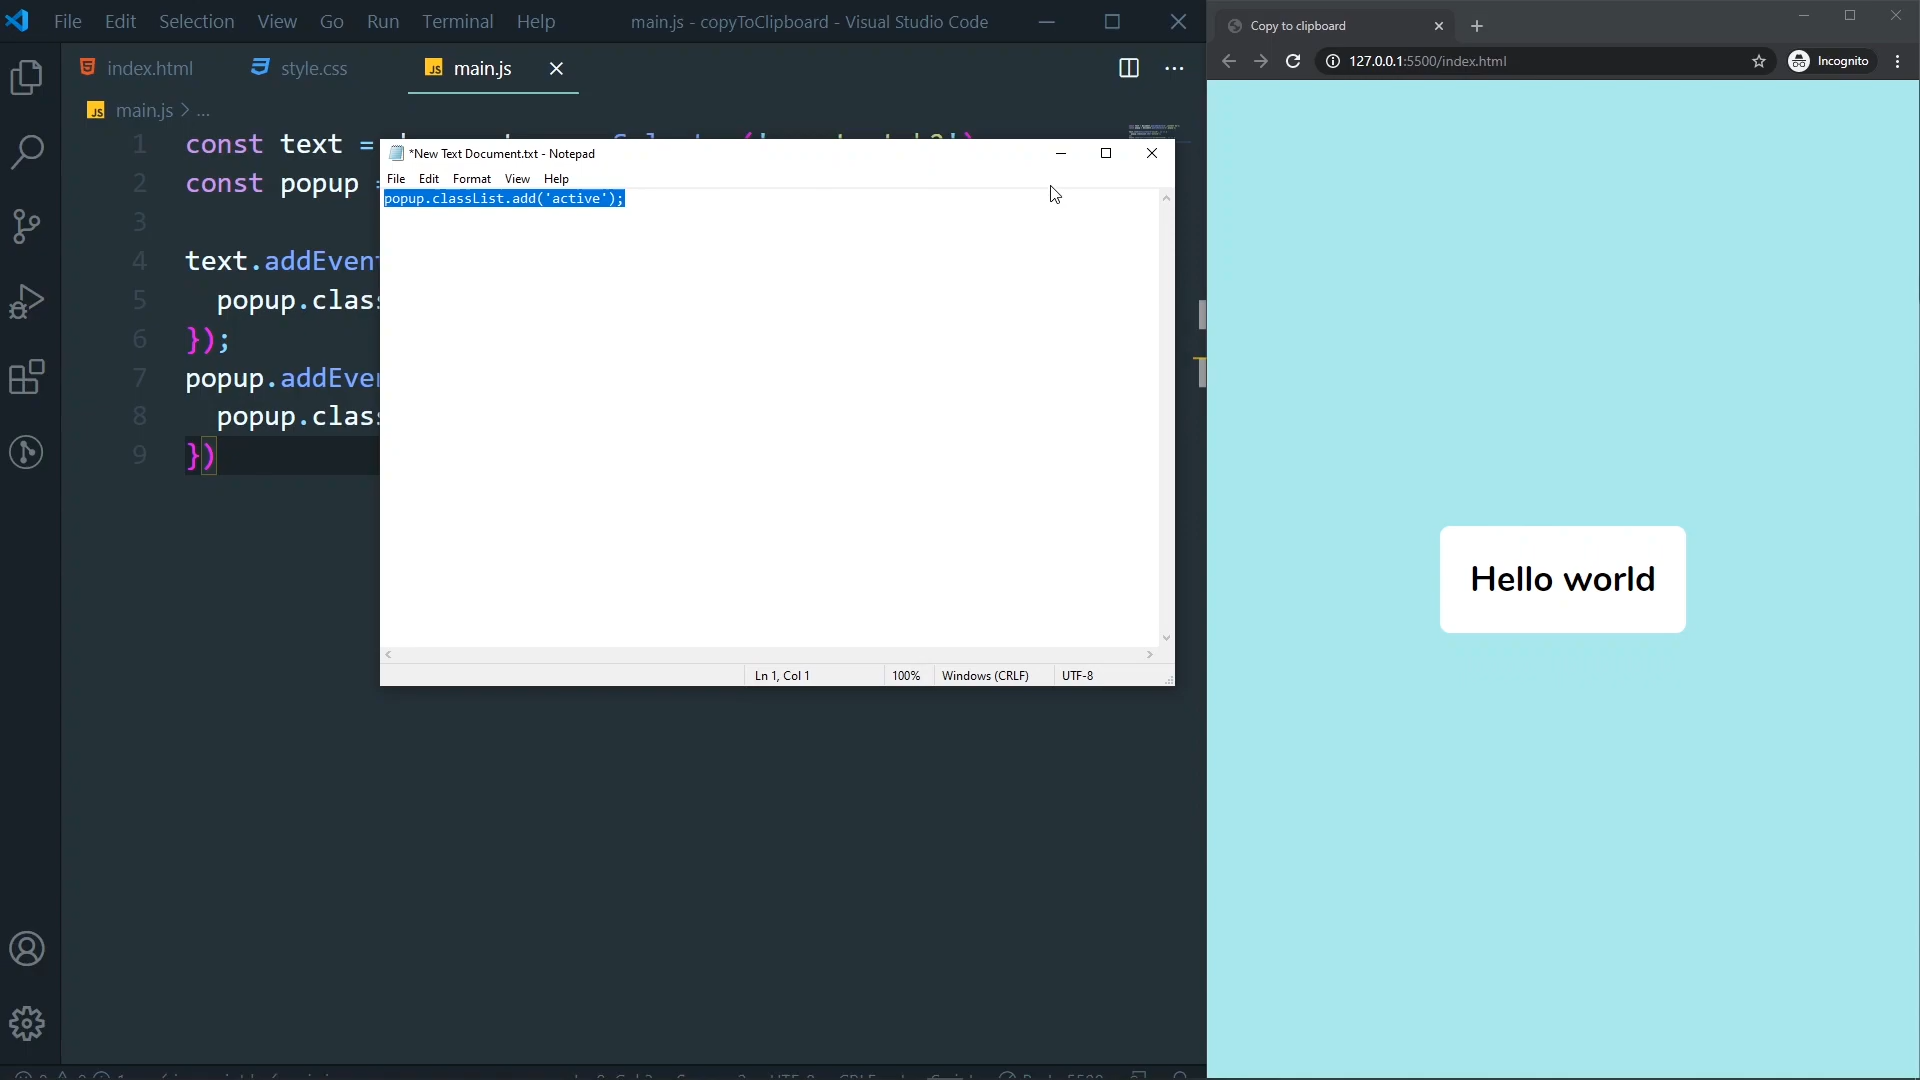 File Edit Selection View Go Run Terminal Help main.js - copyToClipboard - Visual Studio Code
index.html style.css JS main.js
JS main.js > ...
1 const text =
2 const popup
3
4 text.addEven
5 popup.clas
6 });
7 popup.addEve
8 popup.clas
9 })
*New Text Document.txt - Notepad
File Edit Format View Help
popup.classList.add('active');
Ln 1, Col 1 100% Windows (CRLF) UTF-8
Copy to clipboard
127.0.0.1:5500/index.html Incognito
Hello world